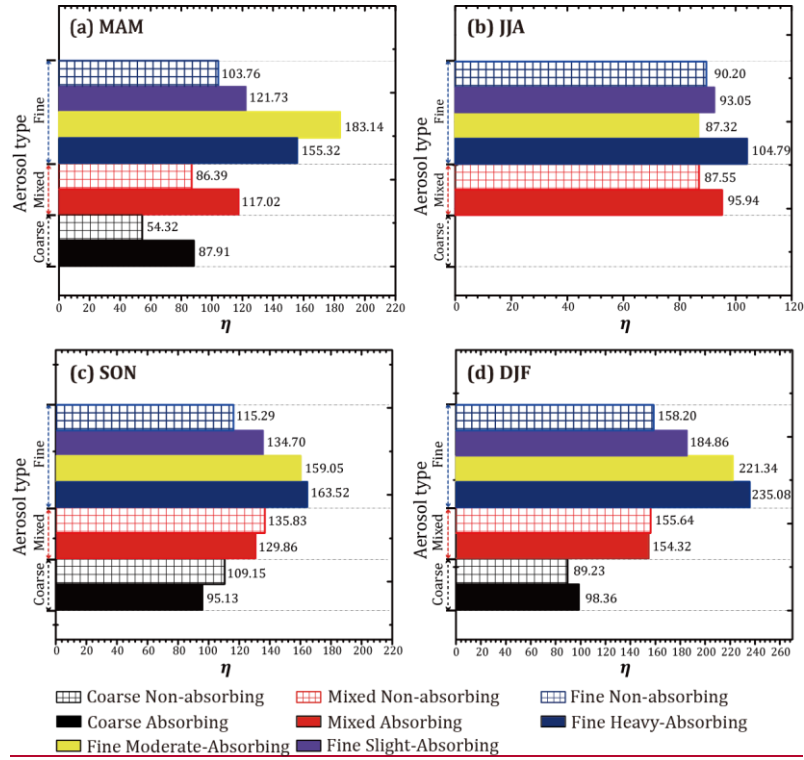 (a) MAM
103.76
121.73
183.14
155.32
86.39
117.02
54.32
87.91
Aerosol type
Fine
Mixed
Coarse
0 20 40 60 80 100 120 140 160 180 200 220
η
(b) JJA
90.20
93.05
87.32
104.79
87.55
95.94
Aerosol type
Fine
Mixed
Coarse
0 20 40 60 80 100 120
η
(c) SON
115.29
134.70
159.05
163.52
135.83
129.86
109.15
95.13
Aerosol type
Fine
Mixed
Coarse
0 20 40 60 80 100 120 140 160 180 200 220
η
(d) DJF
158.20
184.86
221.34
235.08
155.64
154.32
89.23
98.36
Aerosol type
Fine
Mixed
Coarse
0 20 40 60 80 100 120 140 160 180 200 220 240 260
η
Coarse Non-absorbing Mixed Non-absorbing Fine Non-absorbing
Coarse Absorbing Mixed Absorbing Fine Heavy-Absorbing
Fine Moderate-Absorbing Fine Slight-Absorbing